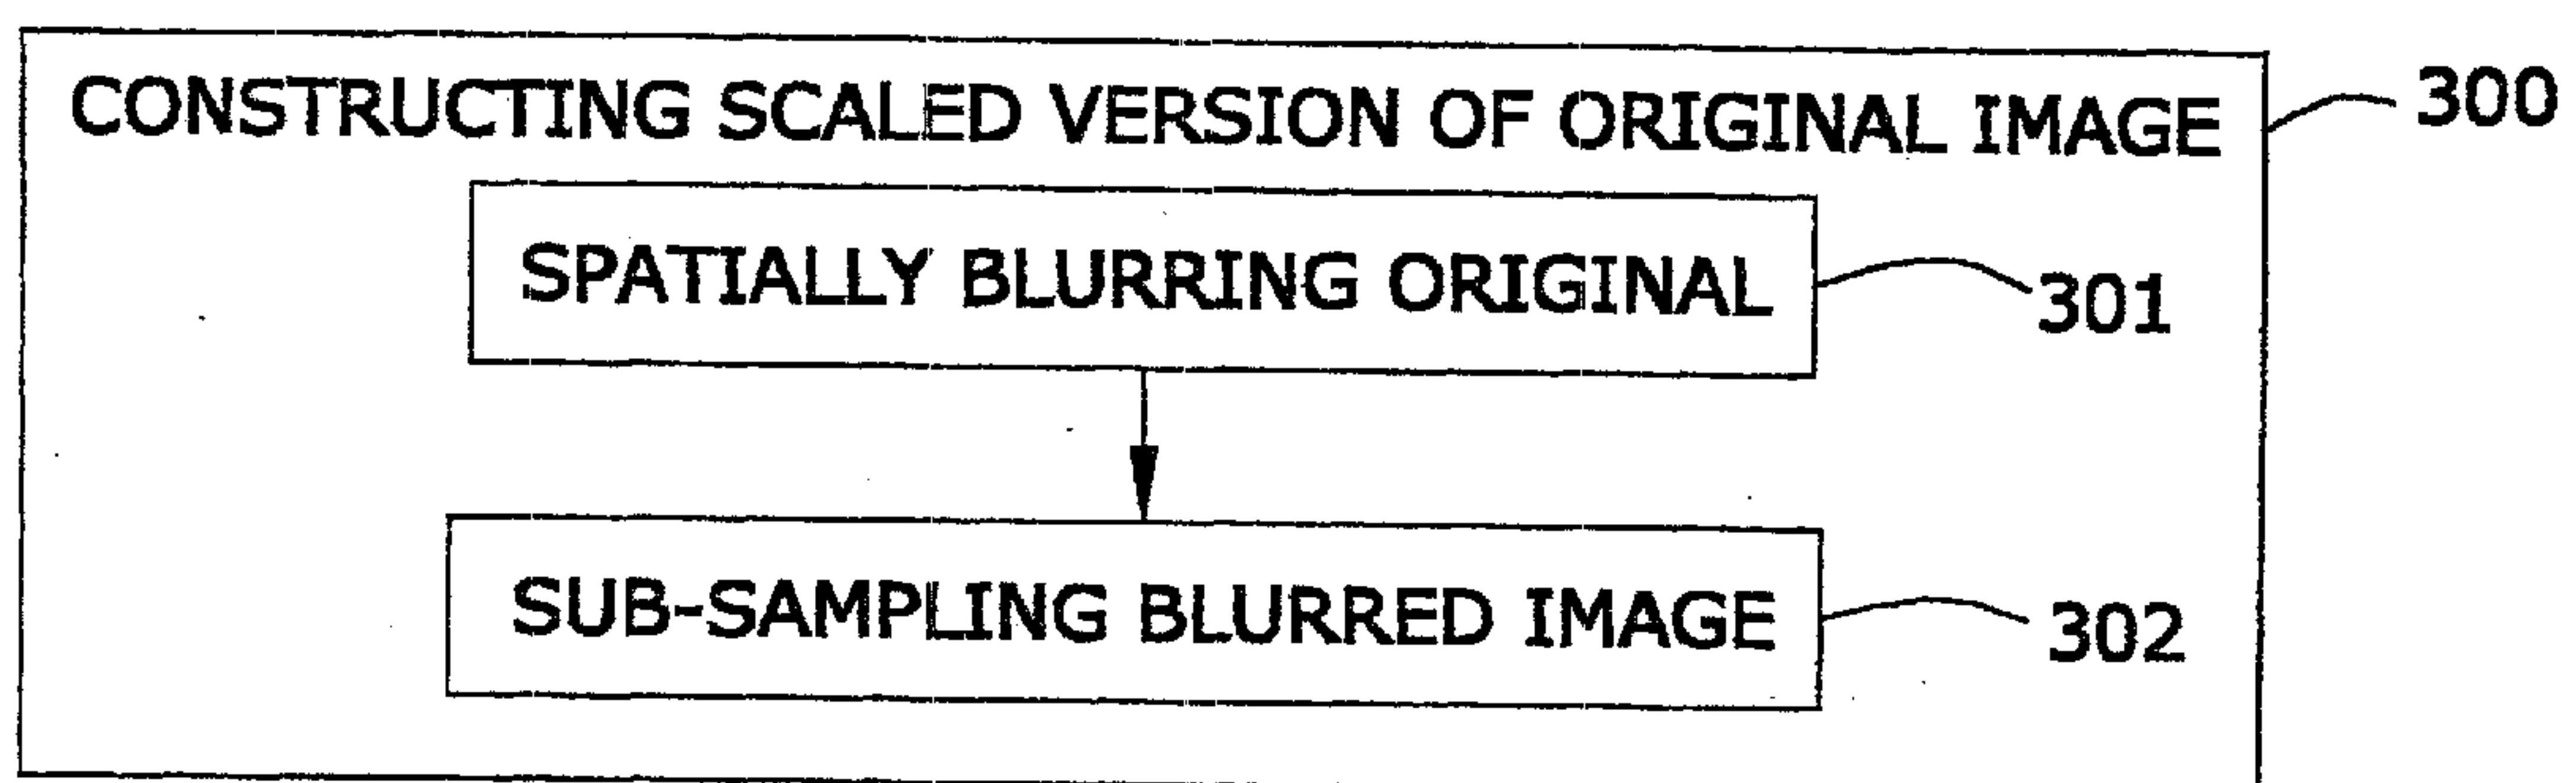 CONSTRUCTING SCALED VERSION OF ORIGINAL IMAGE
300
SPATIALLY BLURRING ORIGINAL
301
SUB-SAMPLING BLURRED IMAGE
302